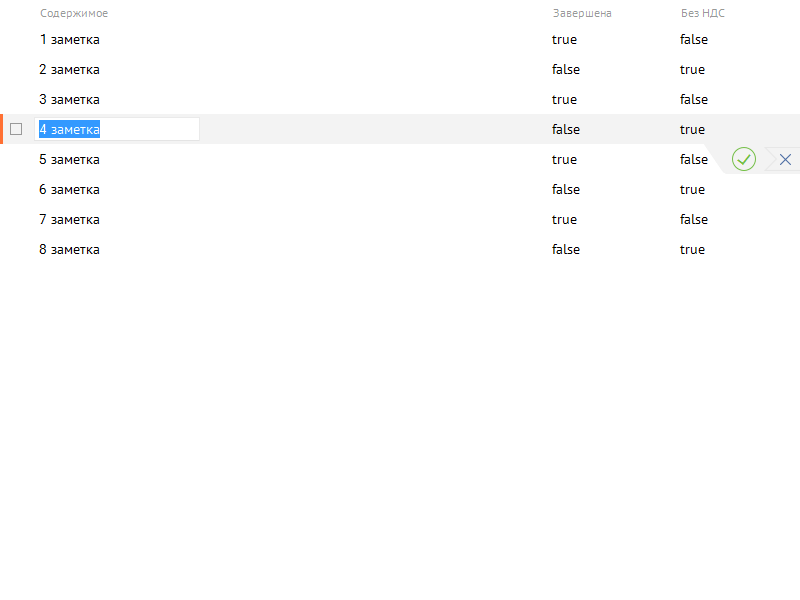 Содержимое Завершена Без НДС
1 заметка true false
2 заметка false true
3 заметка true false
4 заметка false true
5 заметка true false
6 заметка false true
7 заметка true false
8 заметка false true